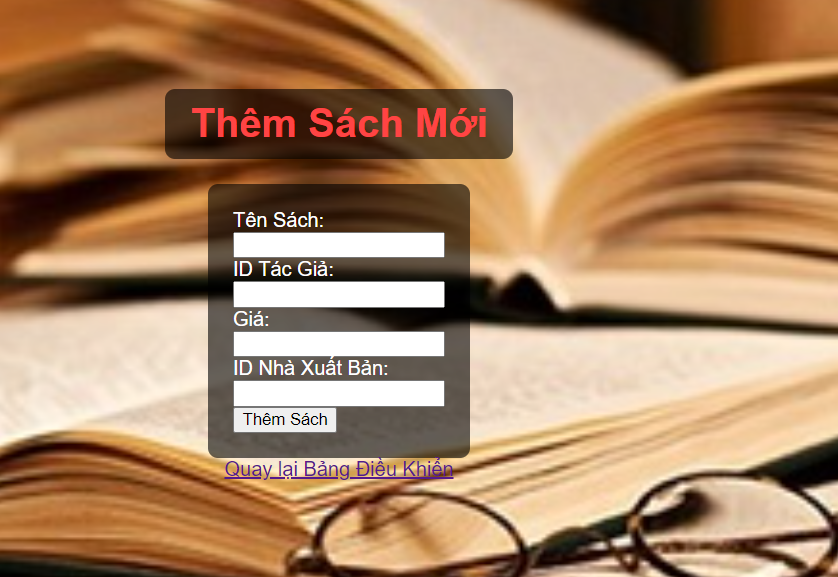 Thêm Sách Mới
Tên Sách:
ID Tác Giả:
Giá:
ID Nhà Xuất Bản:
Thêm Sách
Quay lại Bảng Điều Khiển